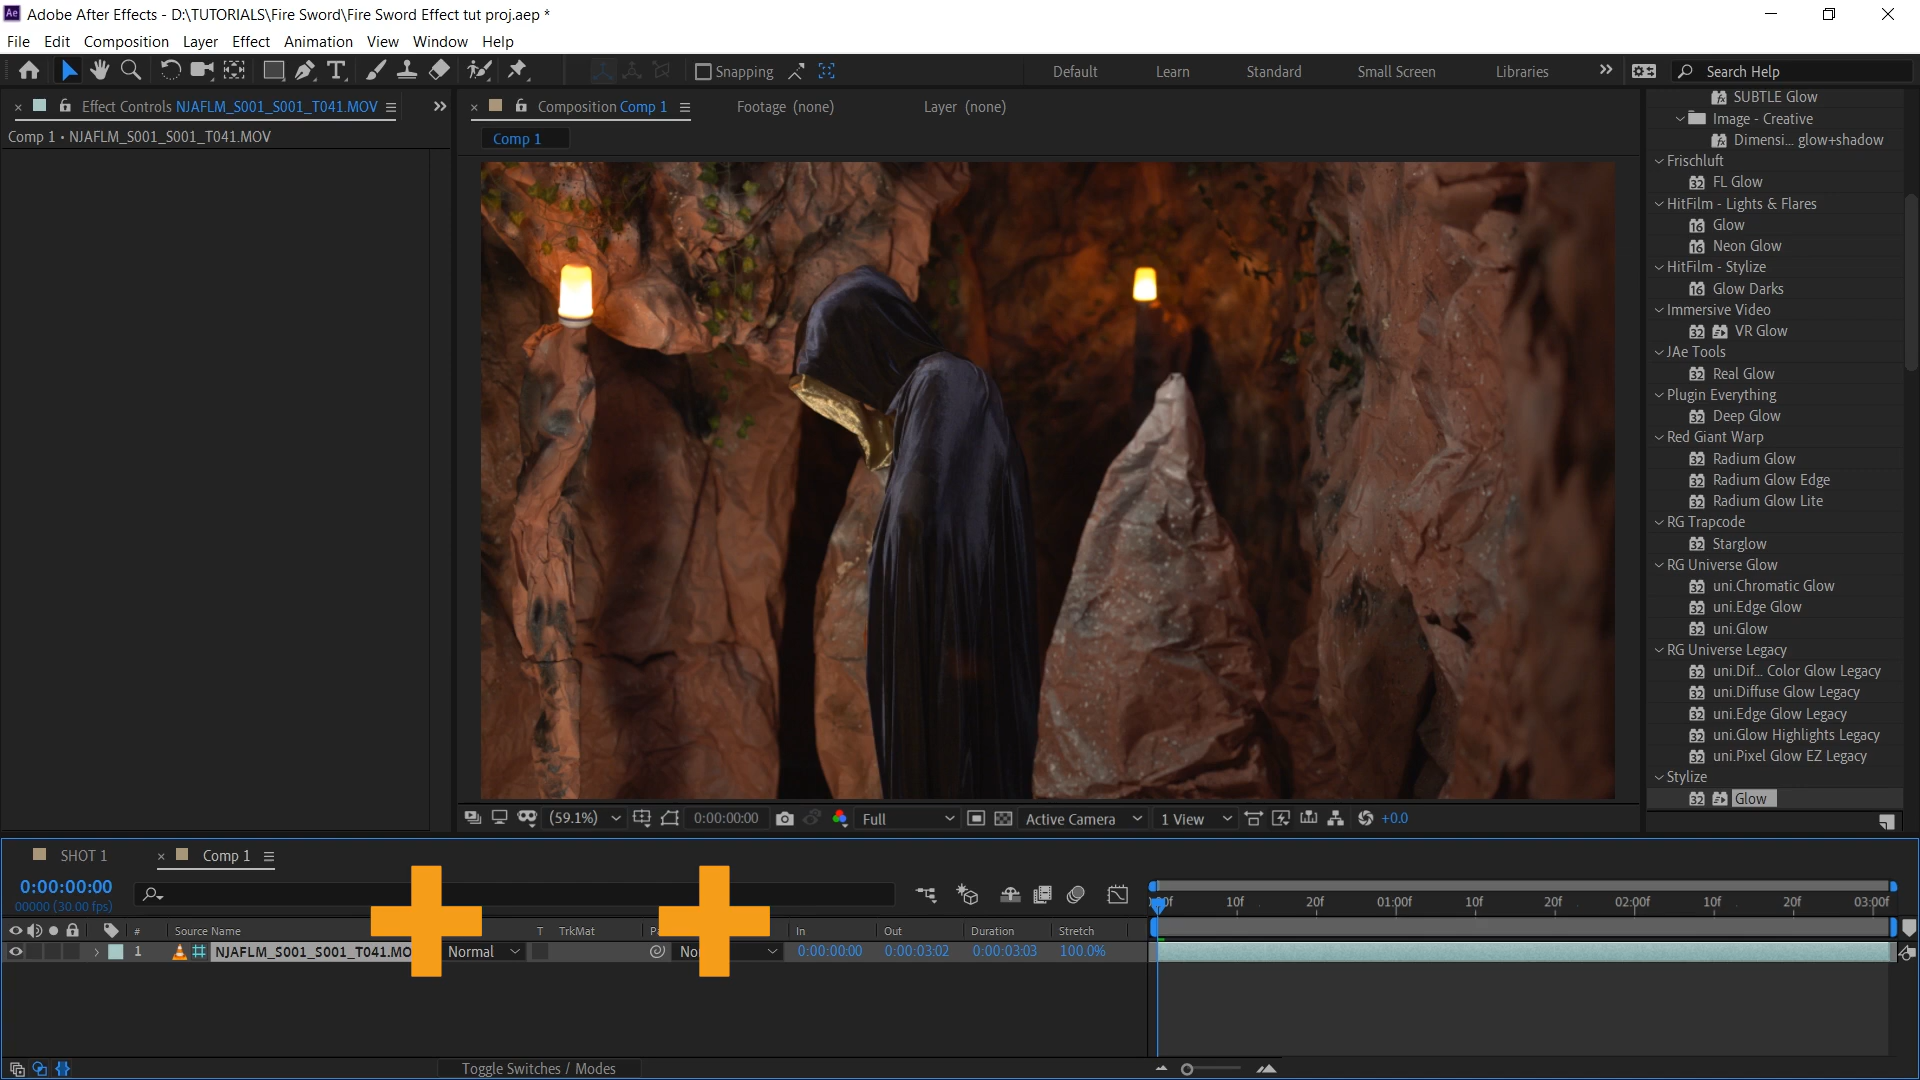 Adobe After Effects - D:\TUTORIALS\Fire Sword\Fire Sword Effect tut proj.aep *
File Edit Composition Layer Effect Animation View Window Help
Snapping Default Learn Standard Small Screen Libraries Search Help
Effect Controls NJAFLM_S001_S001_T041.MOV
Comp 1 • NJAFLM_S001_S001_T041.MOV
Composition Comp 1 Footage (none) Layer (none)
Comp 1
SUBTLE Glow
Image - Creative
Dimensi... glow+shadow
Frischluft
FL Glow
HitFilm - Lights & Flares
Glow
Neon Glow
HitFilm - Stylize
Glow Darks
Immersive Video
VR Glow
JAe Tools
Real Glow
Plugin Everything
Deep Glow
Red Giant Warp
Radium Glow
Radium Glow Edge
Radium Glow Lite
RG Trapcode
Starglow
RG Universe Glow
uni.Chromatic Glow
uni.Edge Glow
uni.Glow
RG Universe Legacy
uni.Dif... Color Glow Legacy
uni.Diffuse Glow Legacy
uni.Edge Glow Legacy
uni.Glow Highlights Legacy
uni.Pixel Glow EZ Legacy
Stylize
Glow
(59.1%) 0:00:00:00 Full Active Camera 1 View +0.0
SHOT 1 Comp 1
0:00:00:00
00000 (30.00 fps)
10f 20f 01:00f 10f 20f 02:00f 10f 20f 03:00f
# Source Name T TrkMat In Out Duration Stretch
1 NJAFLM_S001_S001_T041.MO Normal 0:00:00:00 0:00:03:02 0:00:03:03 100.0%
Toggle Switches / Modes